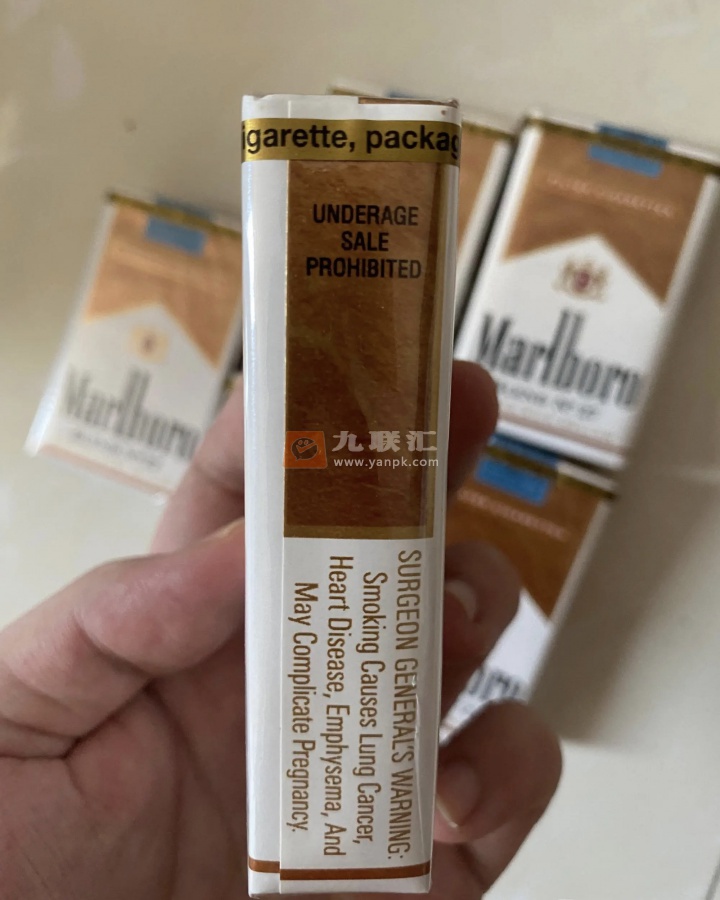 igarette, packag
UNDERAGE
SALE
PROHIBITED
九联汇
www.yanpk.com
SURGEON GENERAL'S WARNING:
Smoking Causes Lung Cancer,
Heart Disease, Emphysema, And
May Complicate Pregnancy.
Marlboro
Marlboro